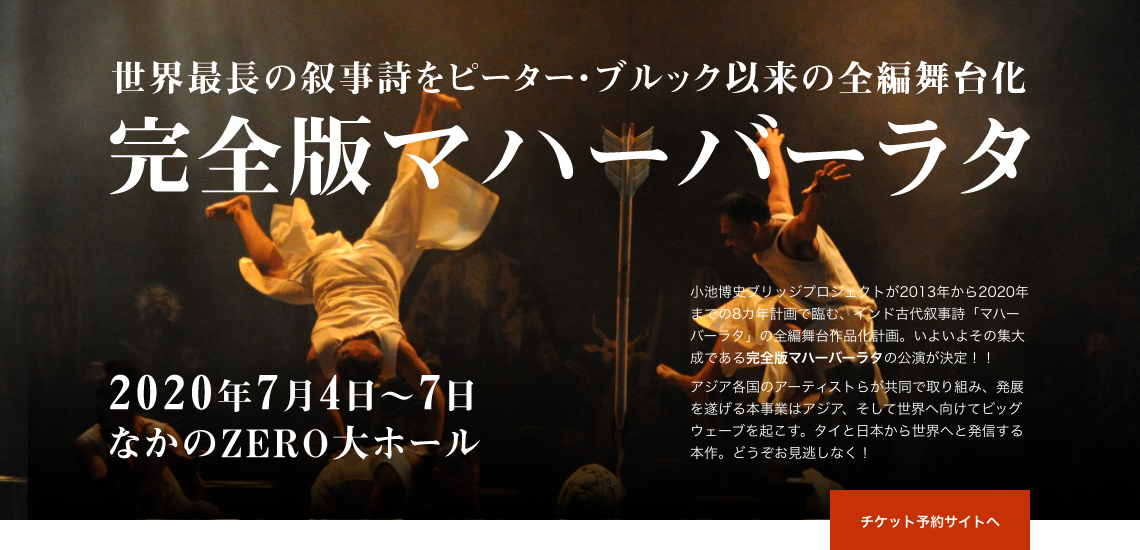 世界最長の叙事詩をピーター・ブルック以来の全編舞台化
完全版マハーバーラタ
小池博史ブリッジプロジェクトが2013年から2020年
までの8カ年計画で臨む、インド古代叙事詩「マハー
バーラタ」の全編舞台作品化計画。いよいよその集大
成である完全版マハーバーラタの公演が決定！！
アジア各国のアーティストらが共同で取り組み、発展
を遂げる本事業はアジア、そして世界へ向けてビッグ
ウェーブを起こす。タイと日本から世界へと発信する
本作。どうぞお見逃しなく！
2020年7月4日〜7日
なかのZERO大ホール
チケット予約サイトへ